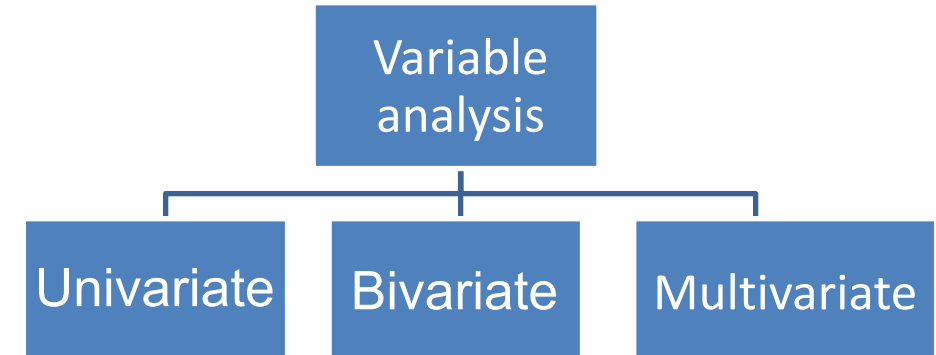 Variable
analysis
Univariate
Bivariate
Multivariate